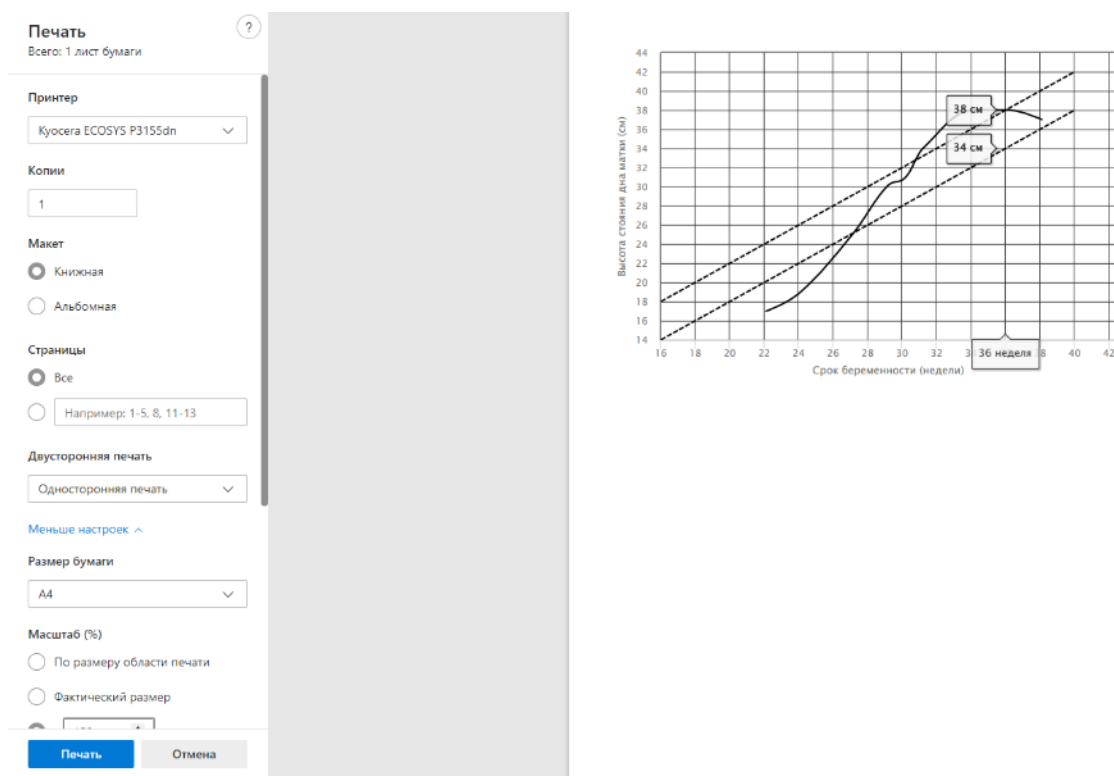 Печать
?
Всего: 1 лист бумаги
Принтер
Kyocera ECOSYS P3155dn
Копии
1
Макет
Книжная
Альбомная
Страницы
Все
Например: 1-5, 8, 11-13
Двусторонняя печать
Односторонняя печать
Меньше настроек
Размер бумаги
A4
Масштаб (%)
По размеру области печати
Фактический размер
Печать
Отмена
Высота стояния дна матки (см)
44
42
40
38
36
34
32
30
28
26
24
22
20
18
16
14
38 см
34 см
16 18 20 22 24 26 28 30 32 36 неделя 40 42
Срок беременности (недели)